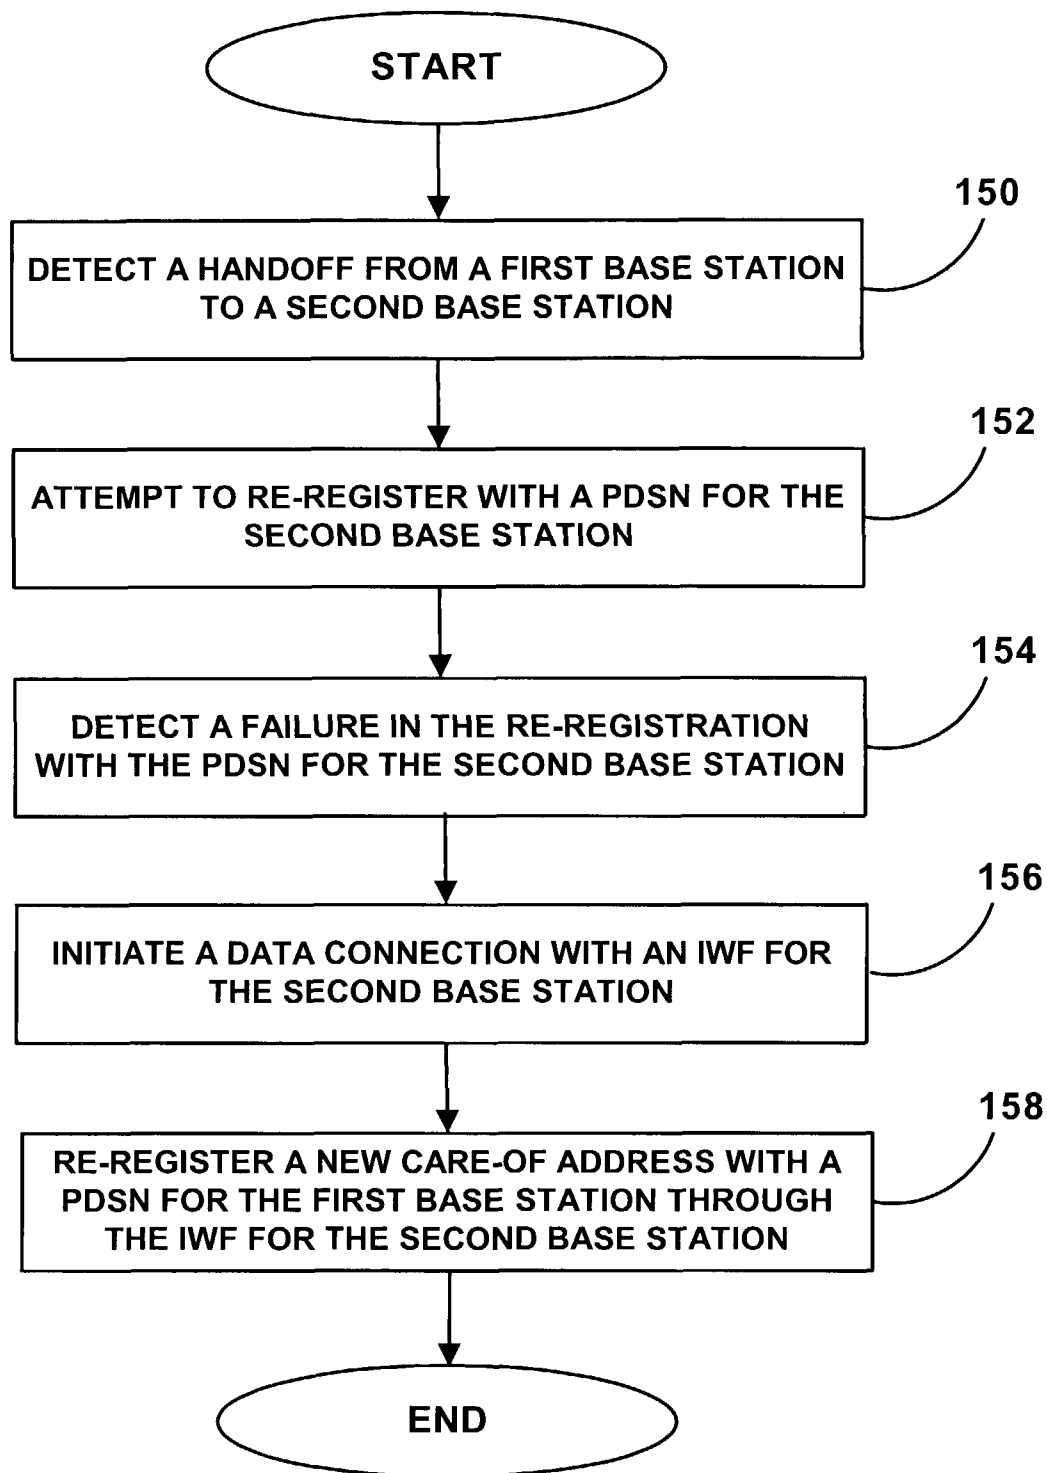 START
150
DETECT A HANDOFF FROM A FIRST BASE STATION
TO A SECOND BASE STATION
152
ATTEMPT TO RE-REGISTER WITH A PDSN FOR THE
SECOND BASE STATION
154
DETECT A FAILURE IN THE RE-REGISTRATION
WITH THE PDSN FOR THE SECOND BASE STATION
156
INITIATE A DATA CONNECTION WITH AN IWF FOR
THE SECOND BASE STATION
158
RE-REGISTER A NEW CARE-OF ADDRESS WITH A
PDSN FOR THE FIRST BASE STATION THROUGH
THE IWF FOR THE SECOND BASE STATION
END